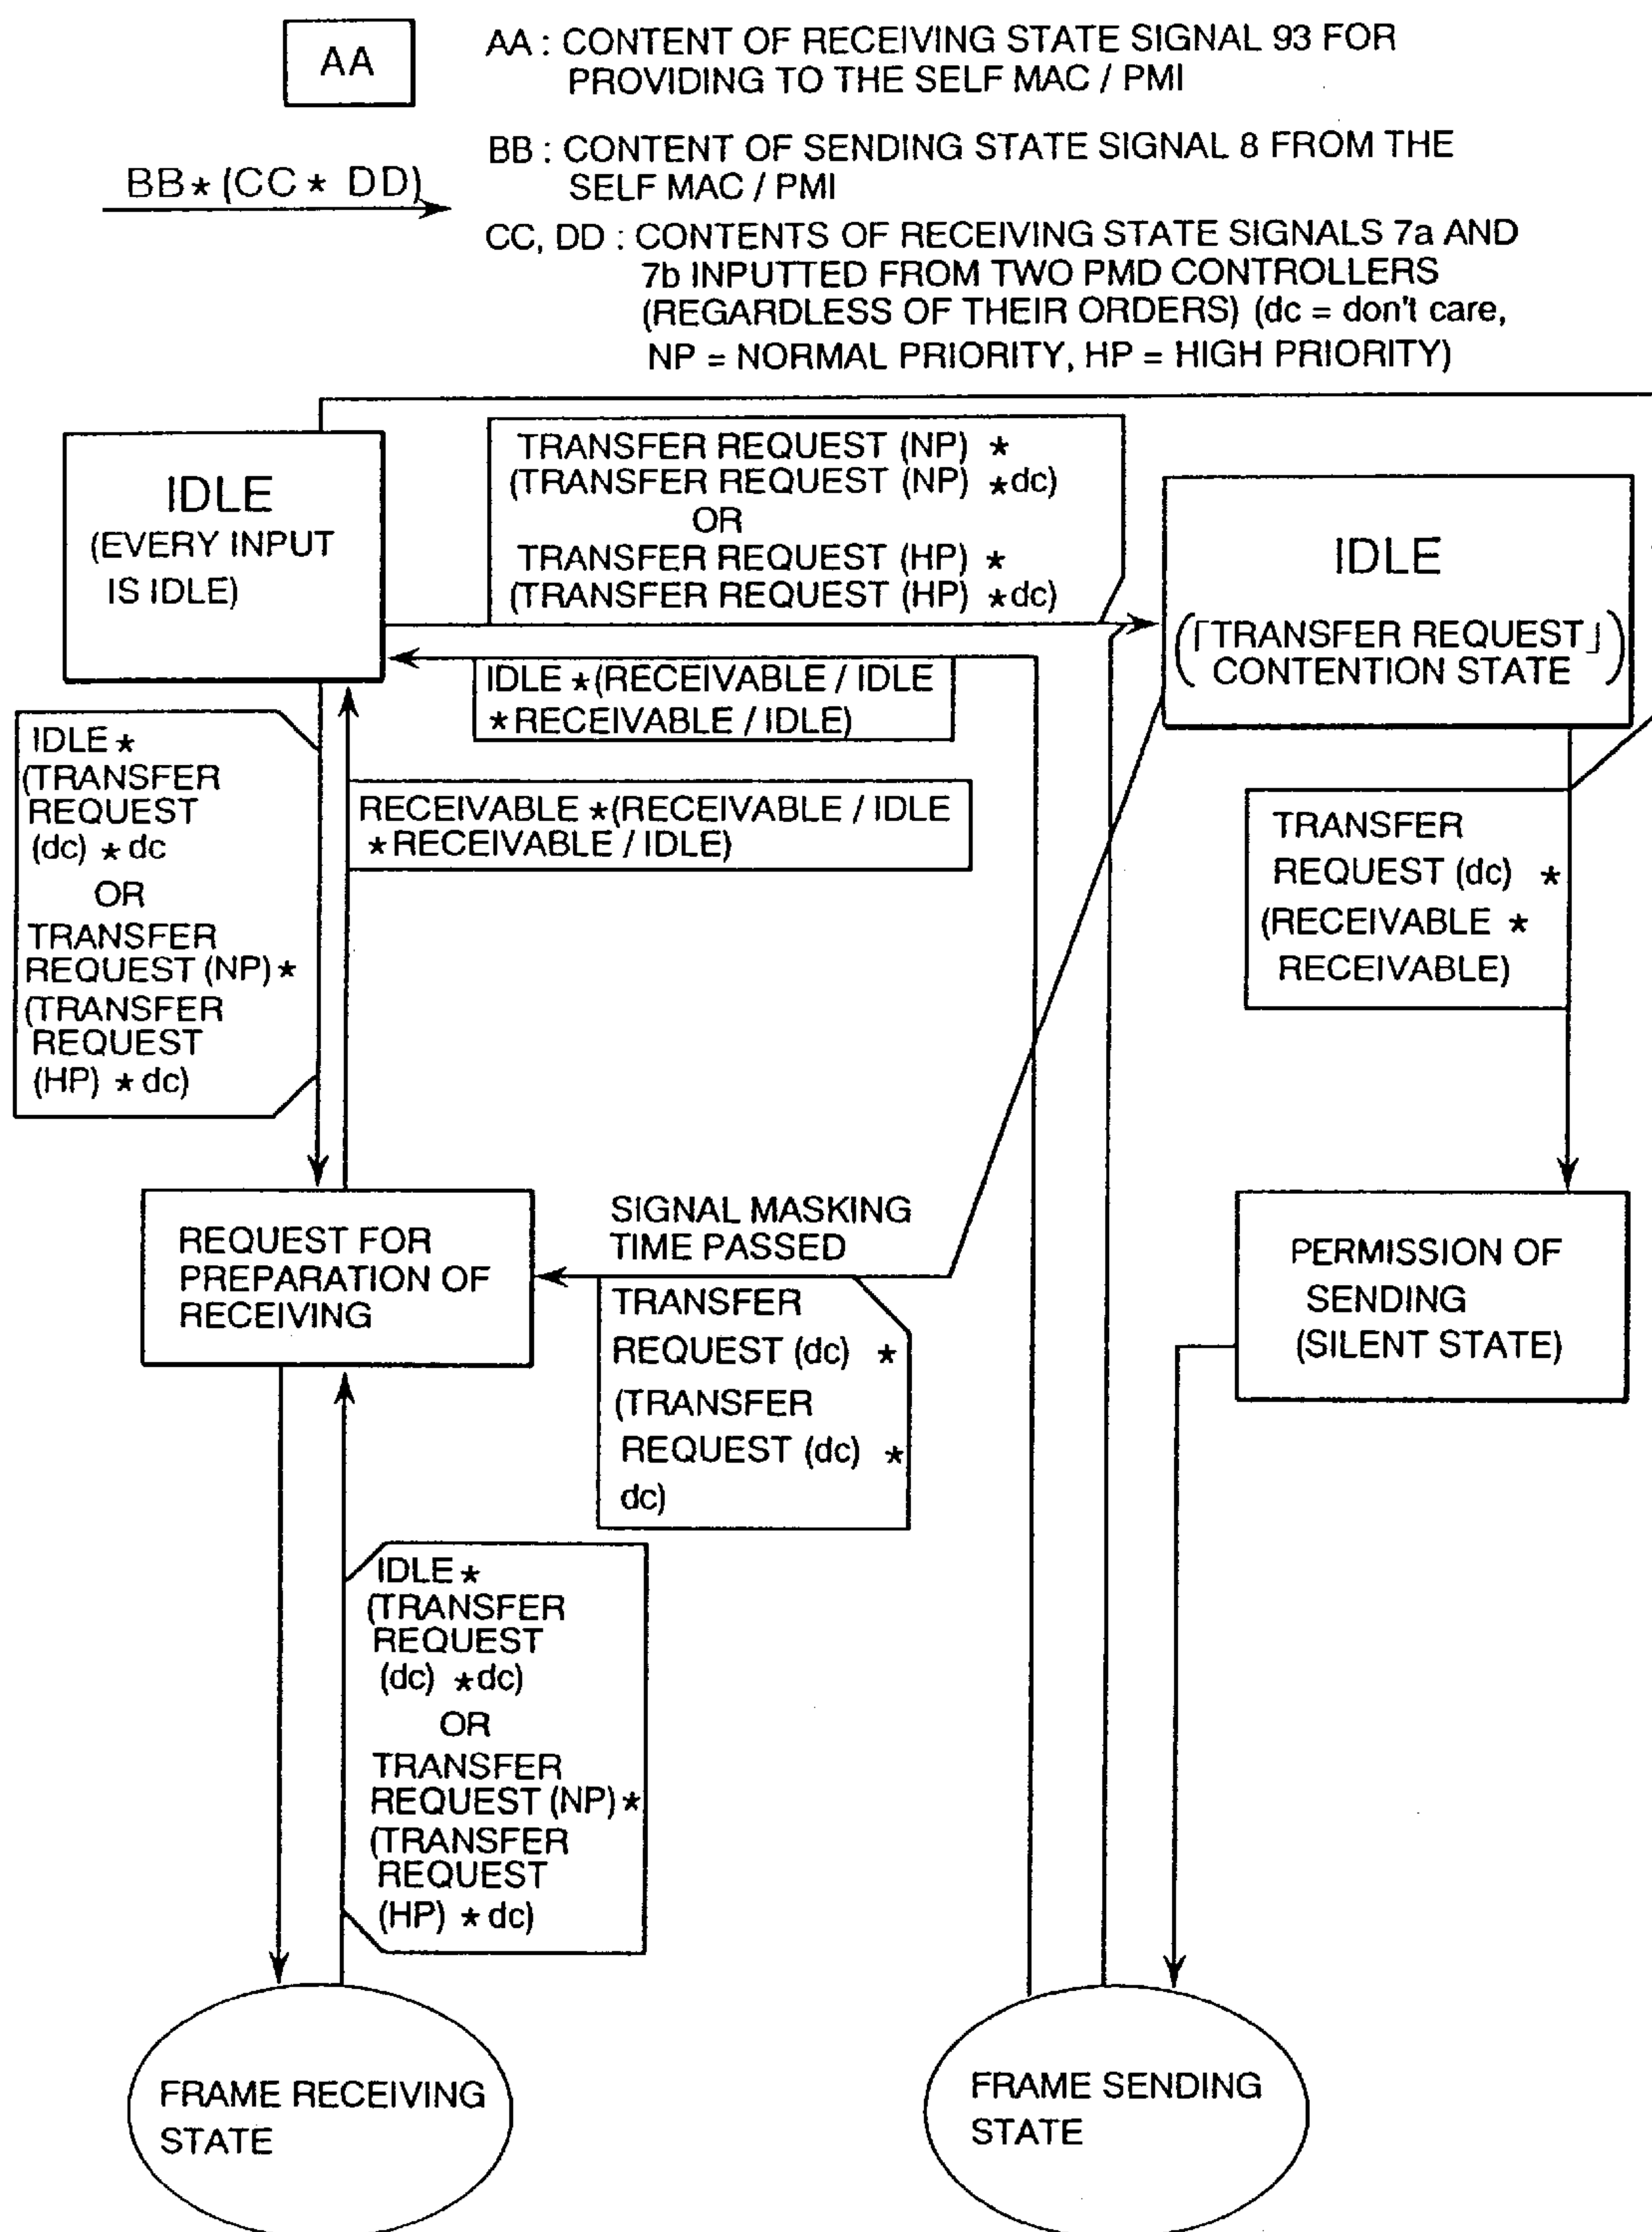 AA
AA : CONTENT OF RECEIVING STATE SIGNAL 93 FOR
PROVIDING TO THE SELF MAC / PMI
BB * (CC * DD)
BB : CONTENT OF SENDING STATE SIGNAL 8 FROM THE
SELF MAC / PMI
CC, DD : CONTENTS OF RECEIVING STATE SIGNALS 7a AND
7b INPUTTED FROM TWO PMD CONTROLLERS
(REGARDLESS OF THEIR ORDERS) (dc = don't care,
NP = NORMAL PRIORITY, HP = HIGH PRIORITY)
IDLE
(EVERY INPUT
IS IDLE)
TRANSFER REQUEST (NP) *
(TRANSFER REQUEST (NP) *dc)
OR
TRANSFER REQUEST (HP) *
(TRANSFER REQUEST (HP) *dc)
IDLE
(「TRANSFER REQUEST」
CONTENTION STATE)
IDLE *(RECEIVABLE / IDLE
*RECEIVABLE / IDLE)
IDLE *
(TRANSFER
REQUEST
(dc) * dc
OR
TRANSFER
REQUEST (NP) *
(TRANSFER
REQUEST
(HP) * dc)
RECEIVABLE *(RECEIVABLE / IDLE
*RECEIVABLE / IDLE)
TRANSFER
REQUEST (dc) *
(RECEIVABLE *
RECEIVABLE)
REQUEST FOR
PREPARATION OF
RECEIVING
SIGNAL MASKING
TIME PASSED
TRANSFER
REQUEST (dc) *
(TRANSFER
REQUEST (dc) *
dc)
PERMISSION OF
SENDING
(SILENT STATE)
IDLE *
(TRANSFER
REQUEST
(dc) *dc)
OR
TRANSFER
REQUEST (NP) *
(TRANSFER
REQUEST
(HP) * dc)
FRAME RECEIVING
STATE
FRAME SENDING
STATE